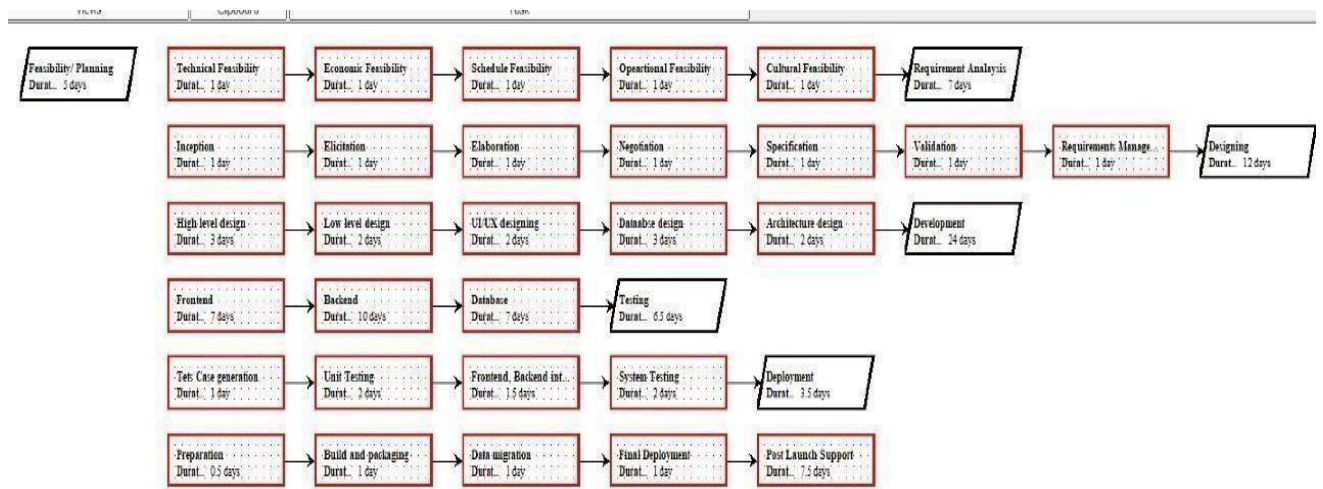 Views Clipboard Task
Feasibility/ Planning
Durat... 5 days
Technical Feasibility
Durat... 1 day
Economic Feasibility
Durat... 1 day
Schedule Feasibility
Durat... 1 day
Opeartional Feasibility
Durat... 1 day
Cultural Feasibility
Durat... 1 day
Requirement Analaysis
Durat... 7 days
Inception
Durat... 1 day
Elicitation
Durat... 1 day
Elaboration
Durat... 1 day
Negotiation
Durat... 1 day
Specification
Durat... 1 day
Validation
Durat... 1 day
Requirements Manage...
Durat... 1 day
Designing
Durat... 12 days
High level design
Durat... 3 days
Low level design
Durat... 2 days
UI/UX designing
Durat... 2 days
Datnabse design
Durat... 3 days
Architecture design
Durat... 2 days
Development
Durat... 24 days
Frontend
Durat... 7 days
Backend
Durat... 10 days
Database
Durat... 7 days
Testing
Durat... 6.5 days
Tets Case generation
Durat... 1 day
Unit Testing
Durat... 2 days
Frontend, Backend int...
Durat... 1.5 days
System Testing
Durat... 2 days
Deployment
Durat... 3.5 days
Preparation
Durat... 0.5 days
Build and packaging
Durat... 1 day
Data migration
Durat... 1 day
Final Deployment
Durat... 1 day
Post Launch Support
Durat... 7.5 days